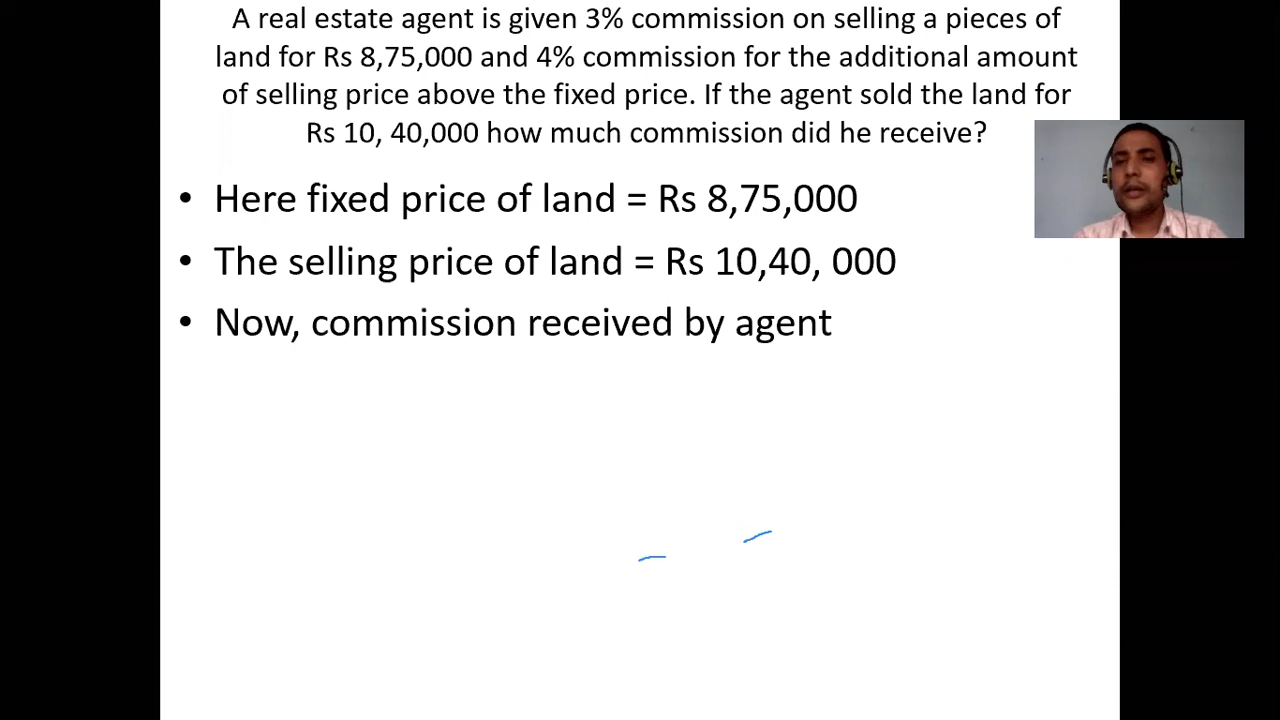 A real estate agent is given 3% commission on selling a pieces of
land for Rs 8,75,000 and 4% commission for the additional amount
of selling price above the fixed price. If the agent sold the land for
Rs 10, 40,000 how much commission did he receive?
• Here fixed price of land = Rs 8,75,000
• The selling price of land = Rs 10,40, 000
• Now, commission received by agent